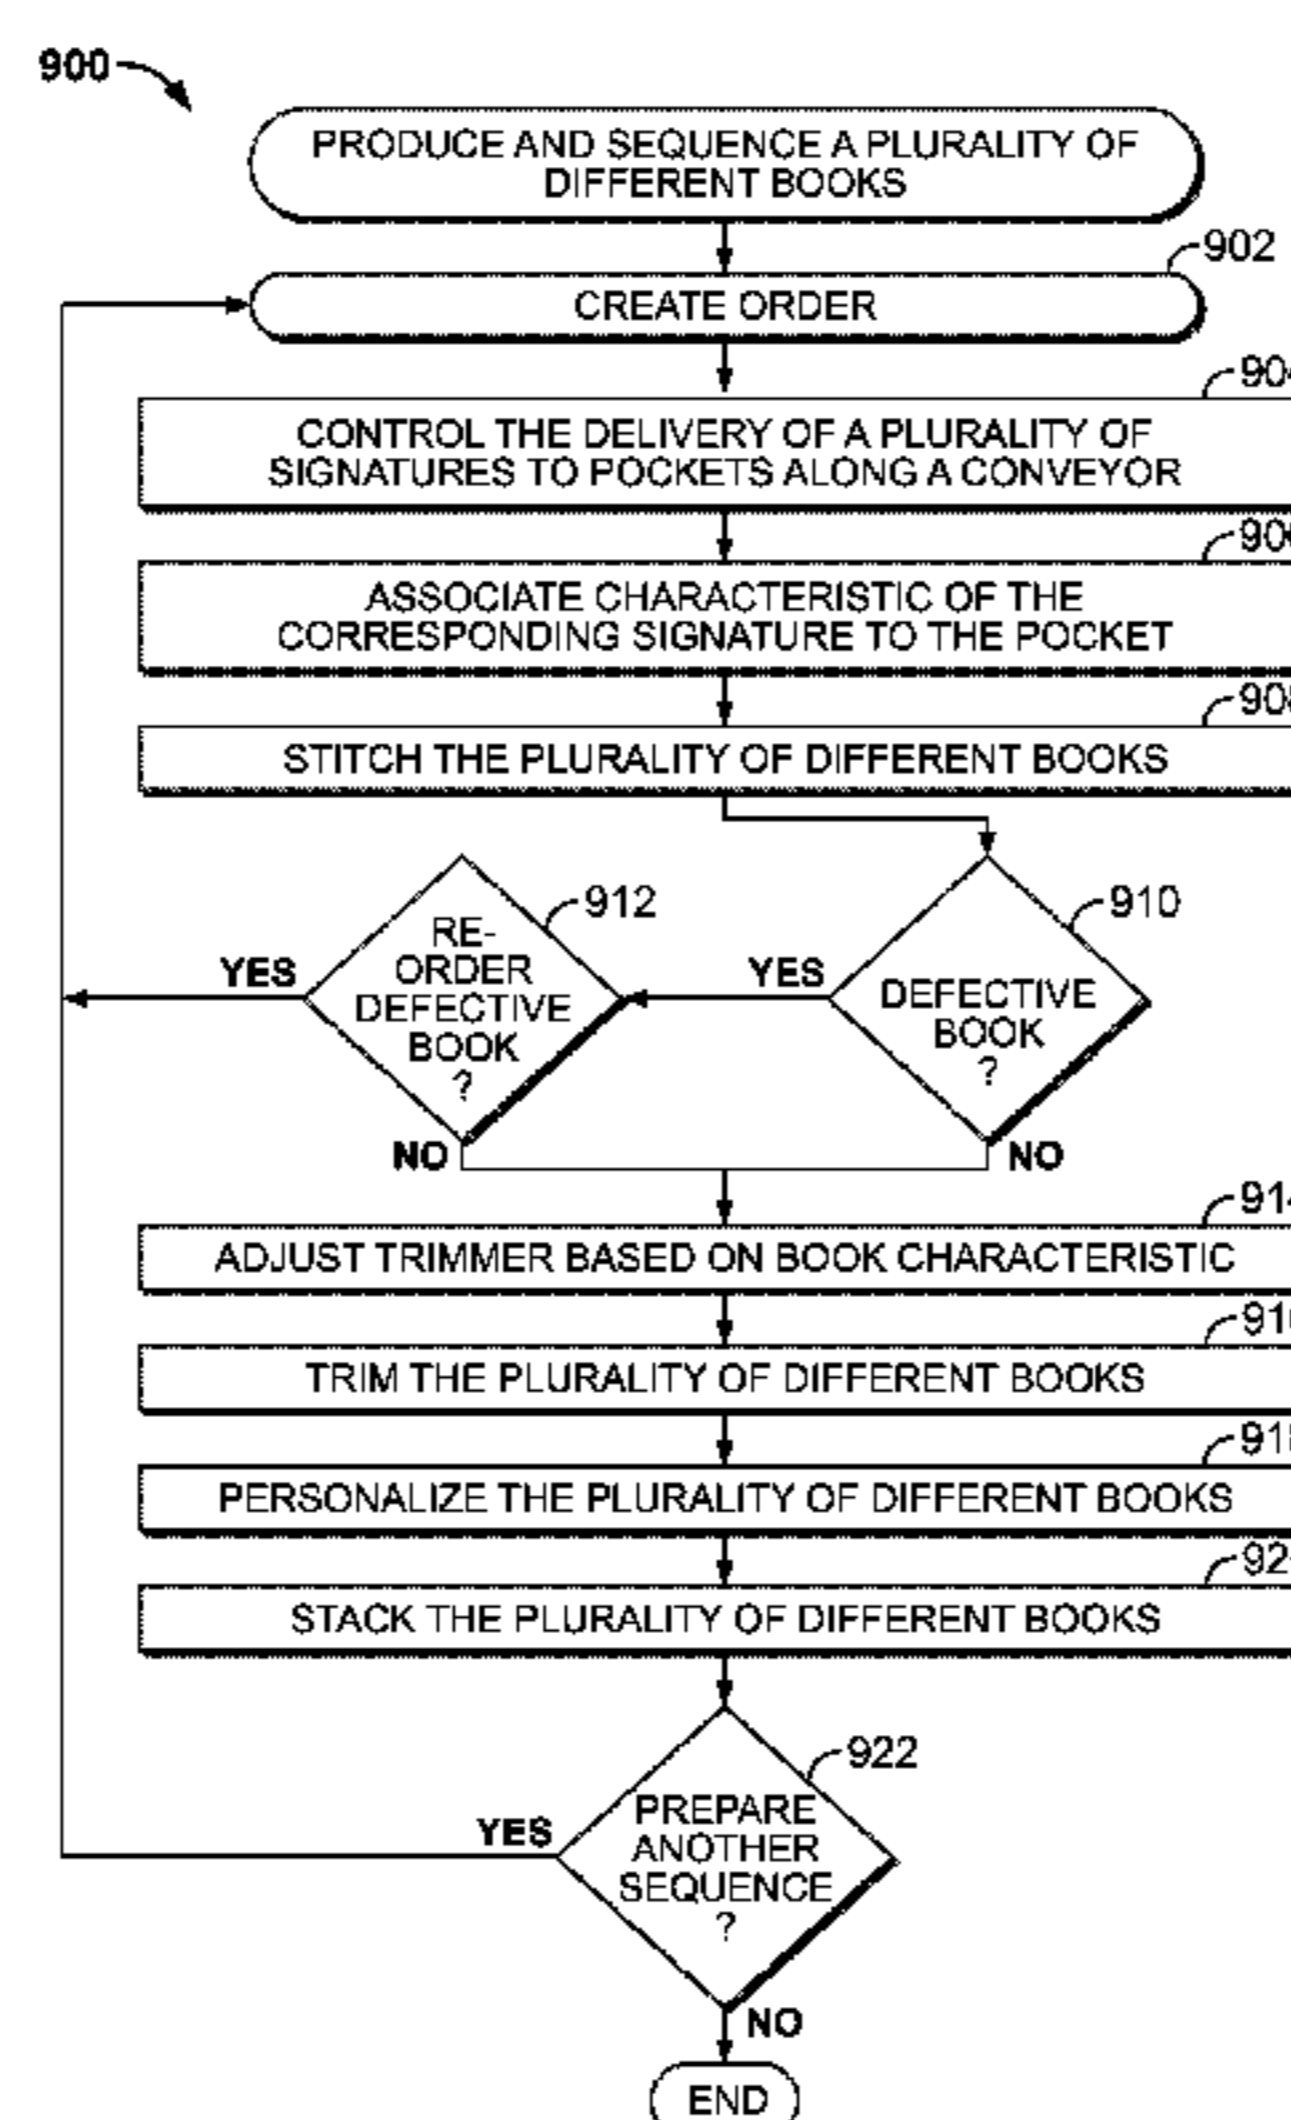 900
PRODUCE AND SEQUENCE A PLURALITY OF
DIFFERENT BOOKS
902
CREATE ORDER
CONTROL THE DELIVERY OF A PLURALITY OF
SIGNATURES TO POCKETS ALONG A CONVEYOR
ASSOCIATE CHARACTERISTIC OF THE
CORRESPONDING SIGNATURE TO THE POCKET
STITCH THE PLURALITY OF DIFFERENT BOOKS
912
910
RE-
ORDER
DEFECTIVE
BOOK
?
YES
YES
DEFECTIVE
BOOK
?
NO
NO
ADJUST TRIMMER BASED ON BOOK CHARACTERISTIC
TRIM THE PLURALITY OF DIFFERENT BOOKS
PERSONALIZE THE PLURALITY OF DIFFERENT BOOKS
STACK THE PLURALITY OF DIFFERENT BOOKS
922
PREPARE
ANOTHER
SEQUENCE
?
YES
NO
END